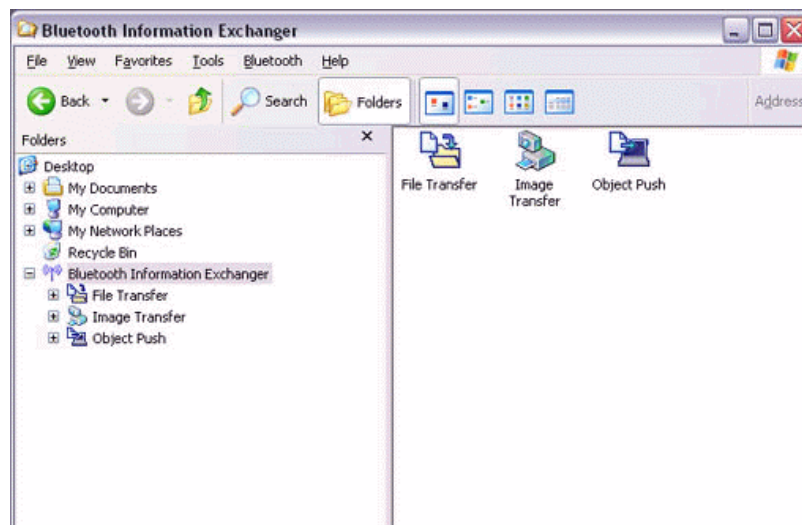 Bluetooth Information Exchanger
File View Favorites Tools Bluetooth Help
Back Search Folders Address
Folders
Desktop
My Documents
My Computer
My Network Places
Recycle Bin
Bluetooth Information Exchanger
File Transfer
Image Transfer
Object Push
File Transfer
Image
Transfer
Object Push